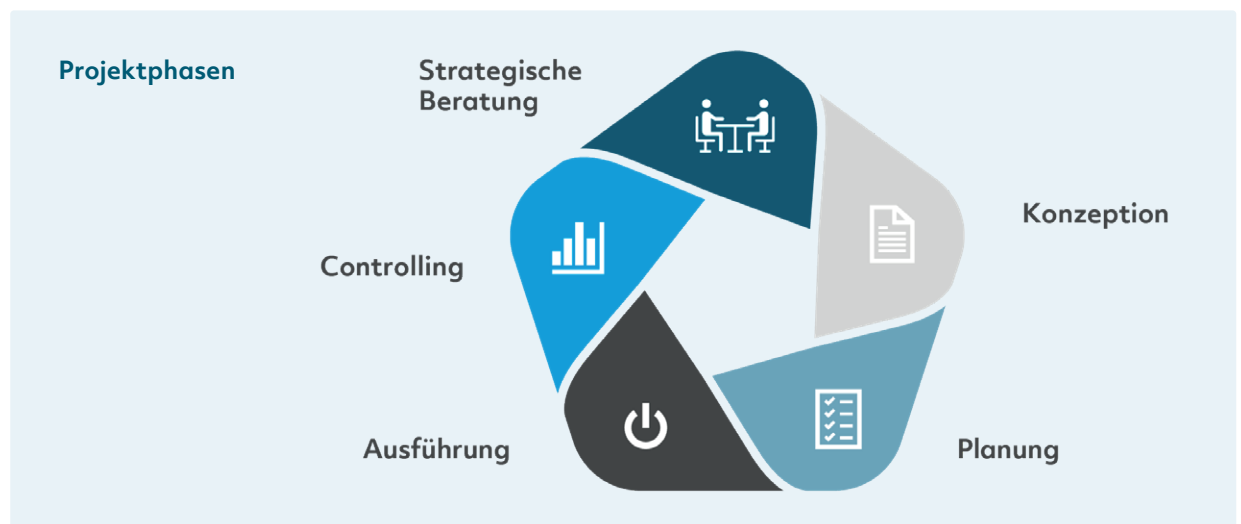 Projektphasen
Strategische
Beratung
Konzeption
Controlling
Ausführung
Planung